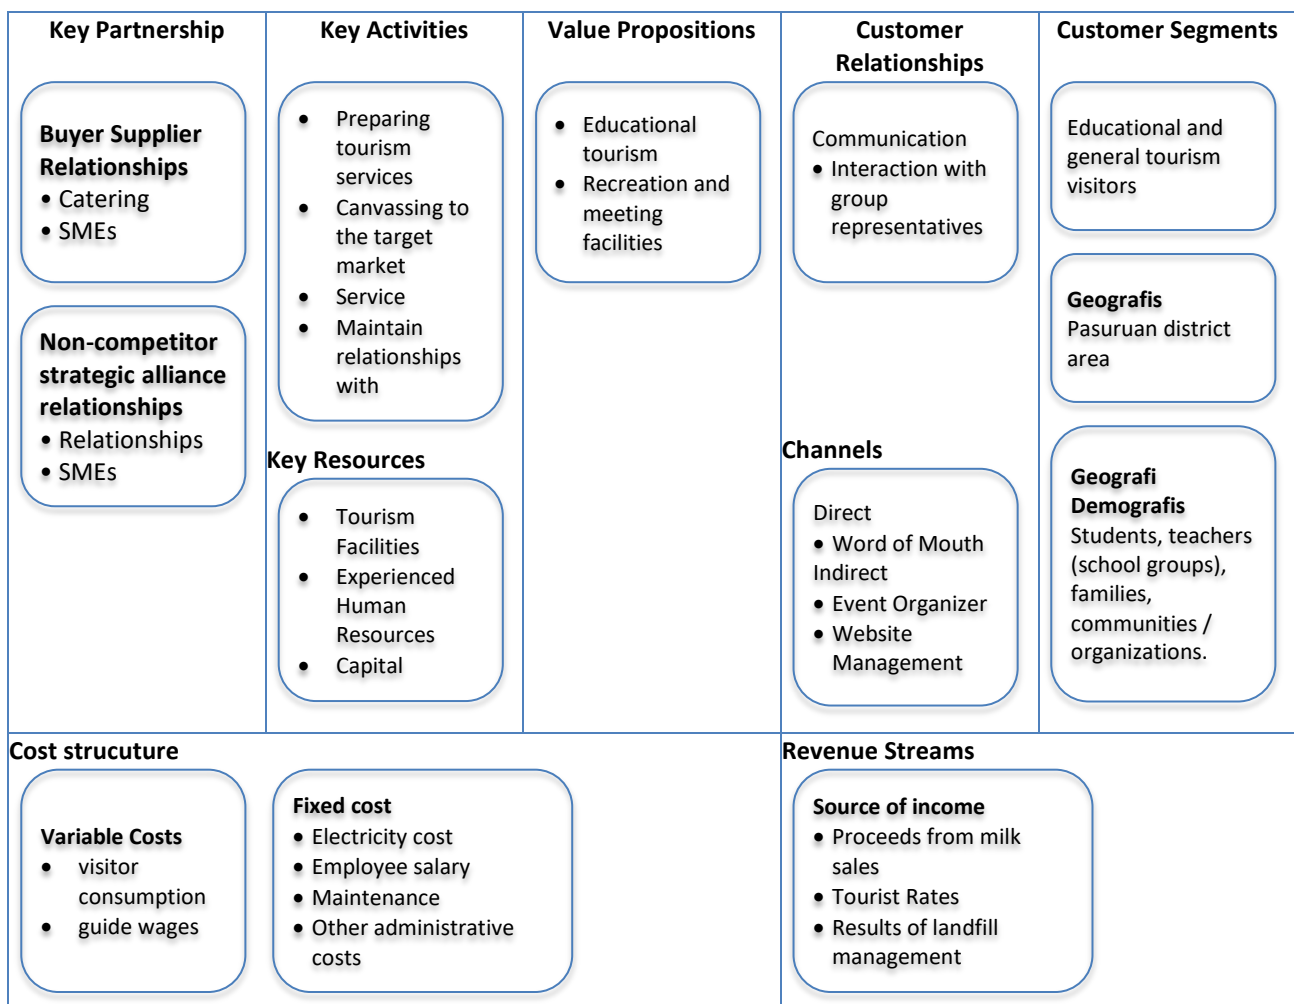 Key Partnership
Buyer Supplier
Relationships
• Catering
• SMEs
Non-competitor
strategic alliance
relationships
• Relationships
• SMEs
Key Activities
• Preparing
tourism
services
• Canvassing to
the target
market
• Service
• Maintain
relationships
with
Key Resources
• Tourism
Facilities
• Experienced
Human
Resources
• Capital
Value Propositions
• Educational
tourism
• Recreation and
meeting
facilities
Customer
Relationships
Communication
• Interaction with
group
representatives
Channels
Direct
• Word of Mouth
Indirect
• Event Organizer
• Website
Management
Customer Segments
Educational and
general tourism
visitors
Geografis
Pasuruan district
area
Geografi
Demografis
Students, teachers
(school groups),
families,
communities /
organizations.
Cost strucuture
Variable Costs
• visitor
consumption
• guide wages
Fixed cost
• Electricity cost
• Employee salary
• Maintenance
• Other administrative
costs
Revenue Streams
Source of income
• Proceeds from milk
sales
• Tourist Rates
• Results of landfill
management